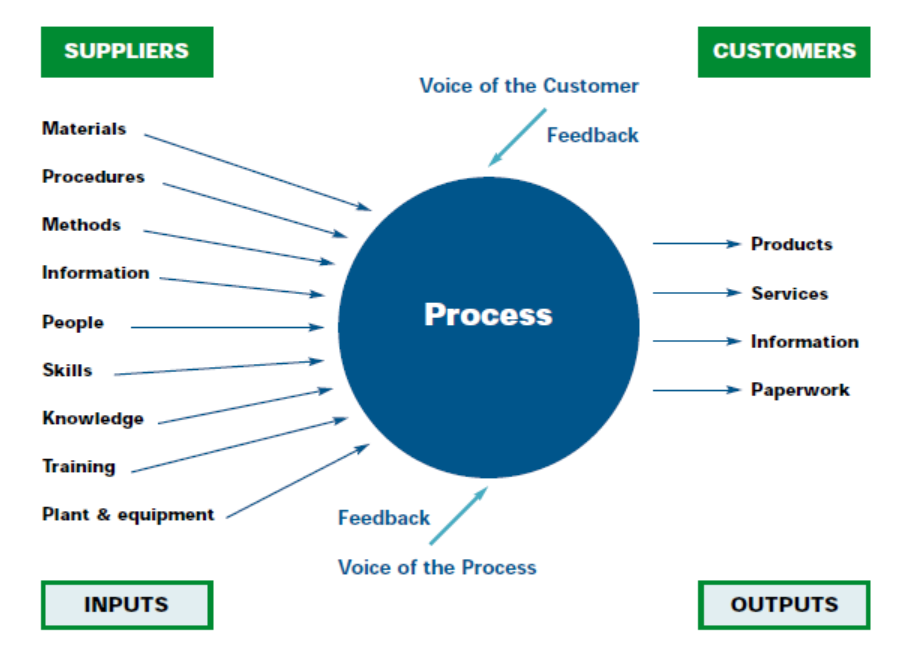 SUPPLIERS
CUSTOMERS
Voice of the Customer
Feedback
Materials
Procedures
Methods
Information
People
Skills
Knowledge
Training
Plant & equipment
Process
Products
Services
Information
Paperwork
Feedback
Voice of the Process
INPUTS
OUTPUTS